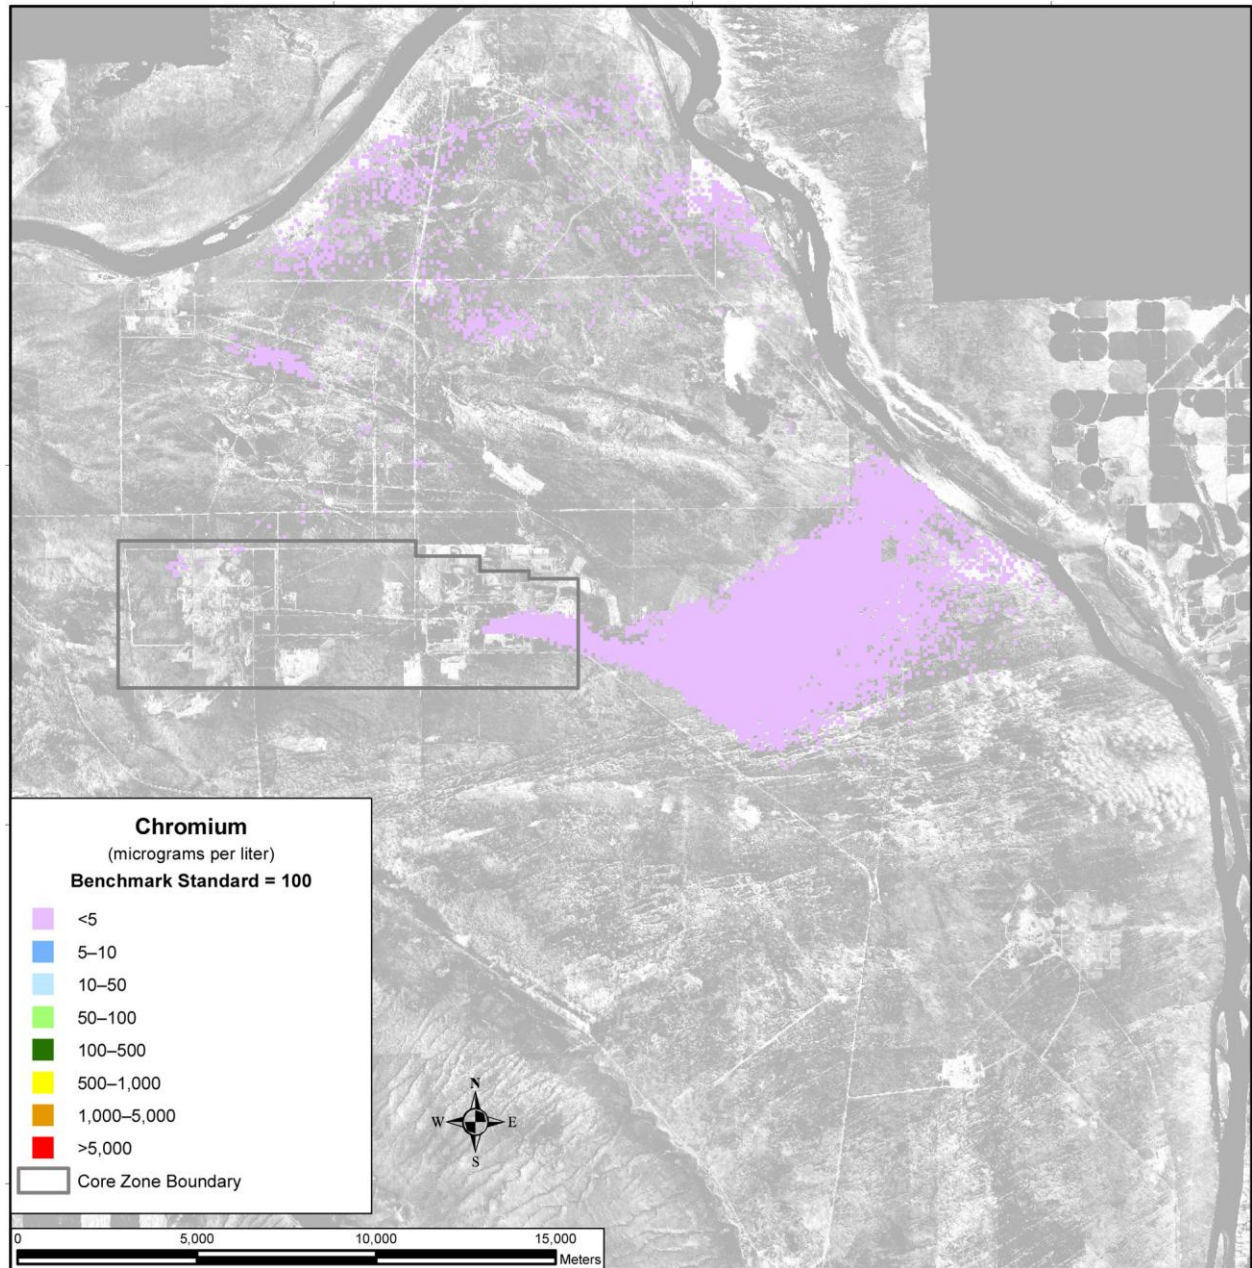 Chromium
(micrograms per liter)
Benchmark Standard = 100
<5
5–10
10–50
50–100
100–500
500–1,000
1,000–5,000
>5,000
Core Zone Boundary
N
W E
S
0 5,000 10,000 15,000
Meters